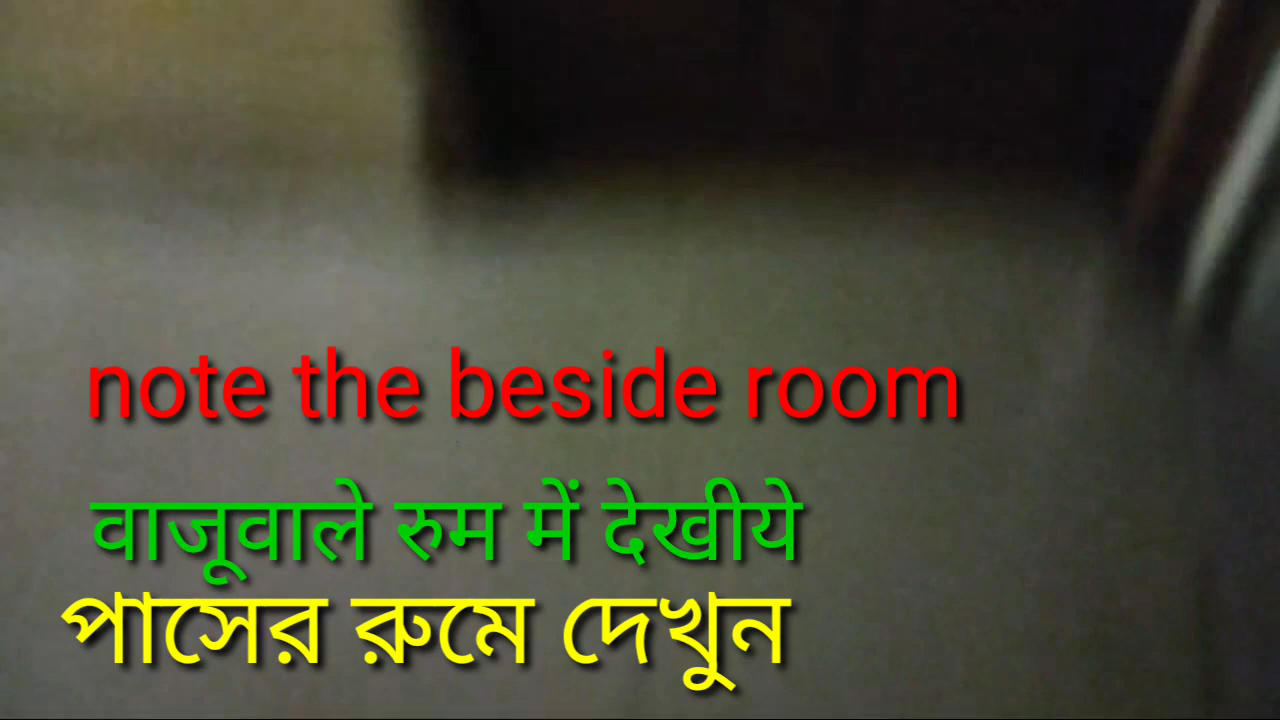 note the beside room
वाजूवाले रुम में देखीये
পাসের রুমে দেখুন